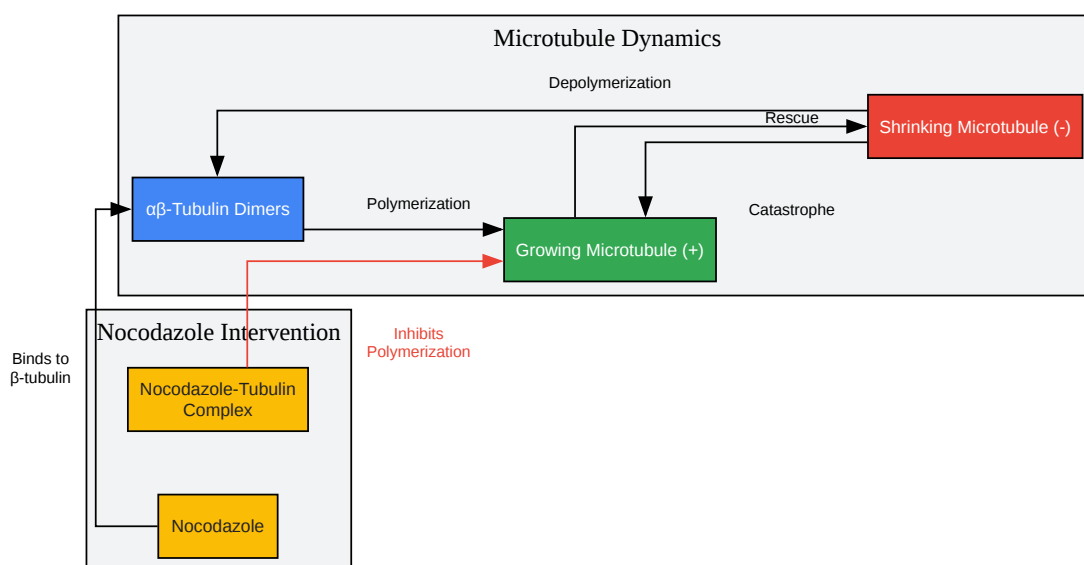 Microtubule Dynamics
Depolymerization
Rescue
Shrinking Microtubule (-)
αβ-Tubulin Dimers
Polymerization
Catastrophe
Growing Microtubule (+)
Nocodazole Intervention
Inhibits
Polymerization
Binds to
β-tubulin
Nocodazole-Tubulin
Complex
Nocodazole